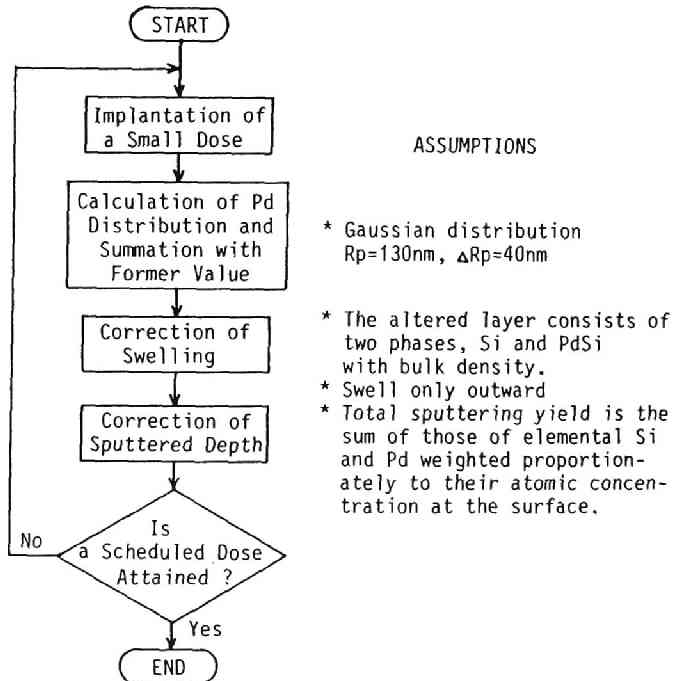 START
Implantation of
a Small Dose
Calculation of Pd
Distribution and
Summation with
Former Value
Correction of
Swelling
Correction of
Sputtered Depth
Is
a Scheduled Dose
Attained ?
No
Yes
END
ASSUMPTIONS
* Gaussian distribution
Rp=130nm, ΔRp=40nm
* The altered layer consists of
two phases, Si and PdSi
with bulk density.
* Swell only outward
* Total sputtering yield is the
sum of those of elemental Si
and Pd weighted proportion-
ately to their atomic concen-
tration at the surface.